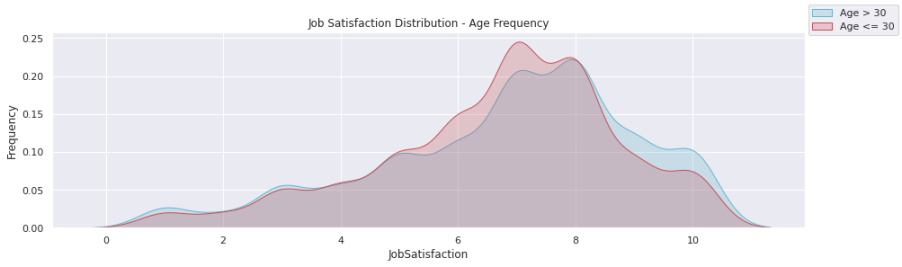 Job Satisfaction Distribution - Age Frequency
Age > 30
Age <= 30
0.25
0.20
0.15
0.10
0.05
0.00
Frequency
0 2 4 6 8 10
JobSatisfaction